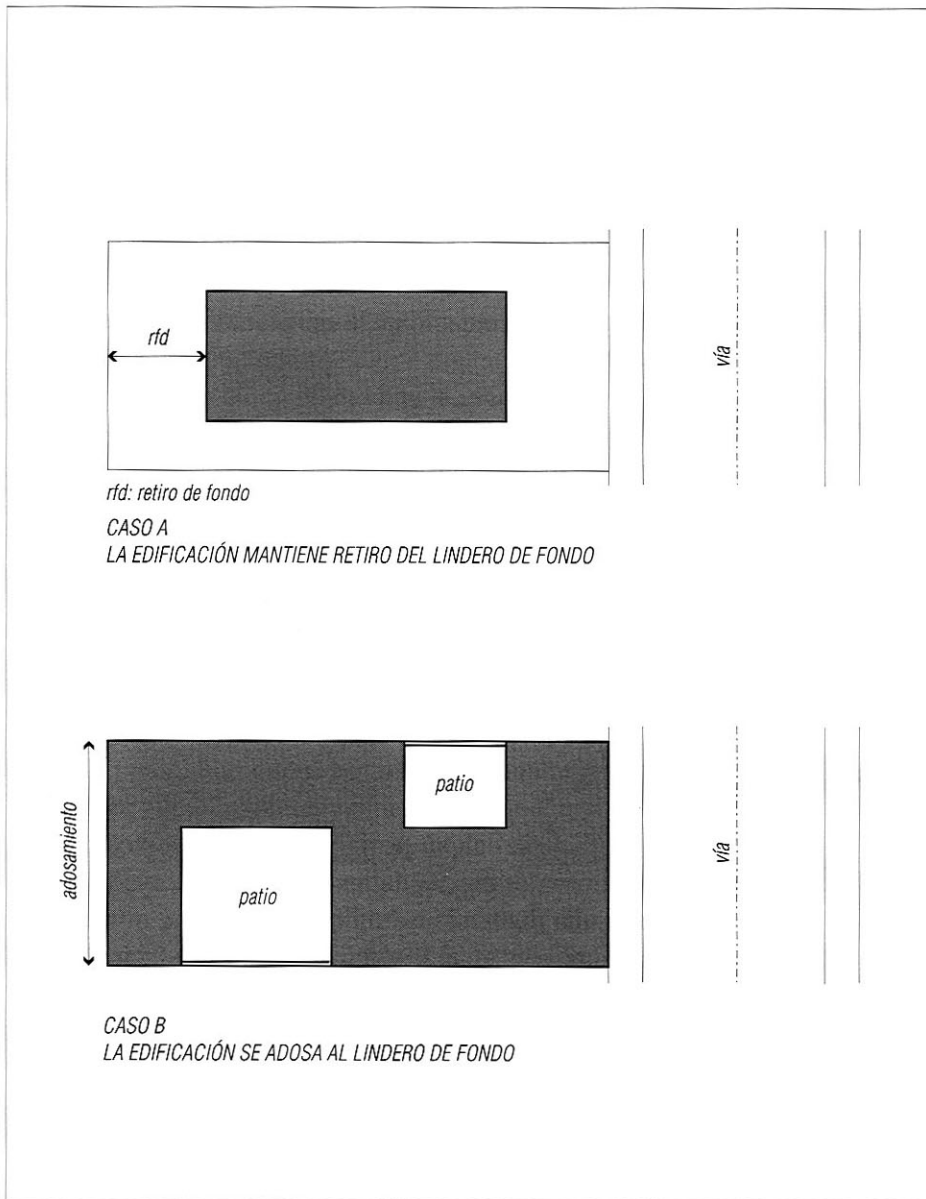 rfd
vía
rfd: retiro de fondo
CASO A
LA EDIFICACIÓN MANTIENE RETIRO DEL LINDERO DE FONDO
adosamiento
patio
patio
vía
CASO B
LA EDIFICACIÓN SE ADOSA AL LINDERO DE FONDO